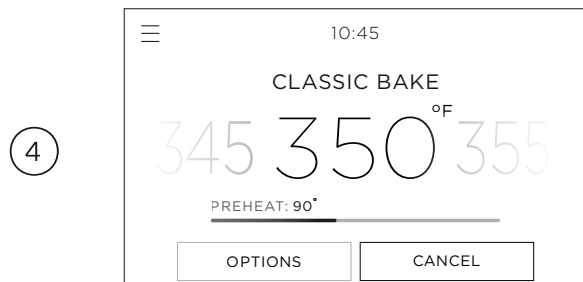 10:45
CLASSIC BAKE
4
345 350°F 355
PREHEAT: 90°
OPTIONS CANCEL